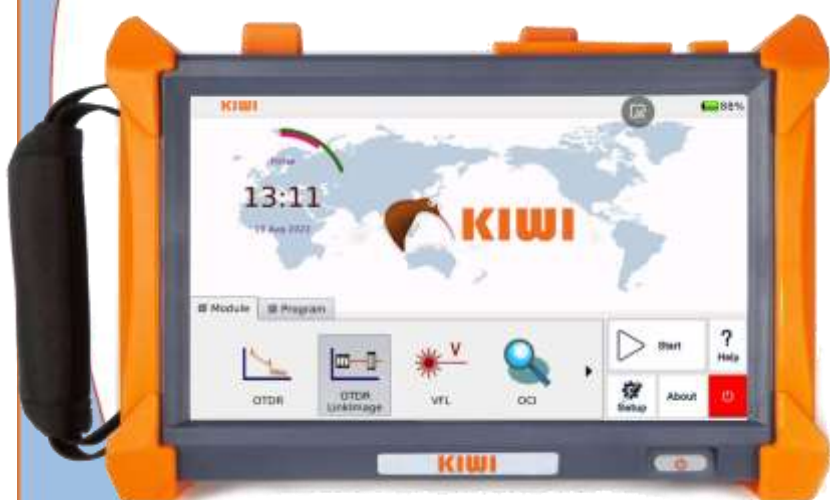 KIWI
88%
13:11
KIWI
Module
Program
OTDR
OTDR
LinkImage
VFL
V
OCI
Start
?
Help
Setup
About
KIWI